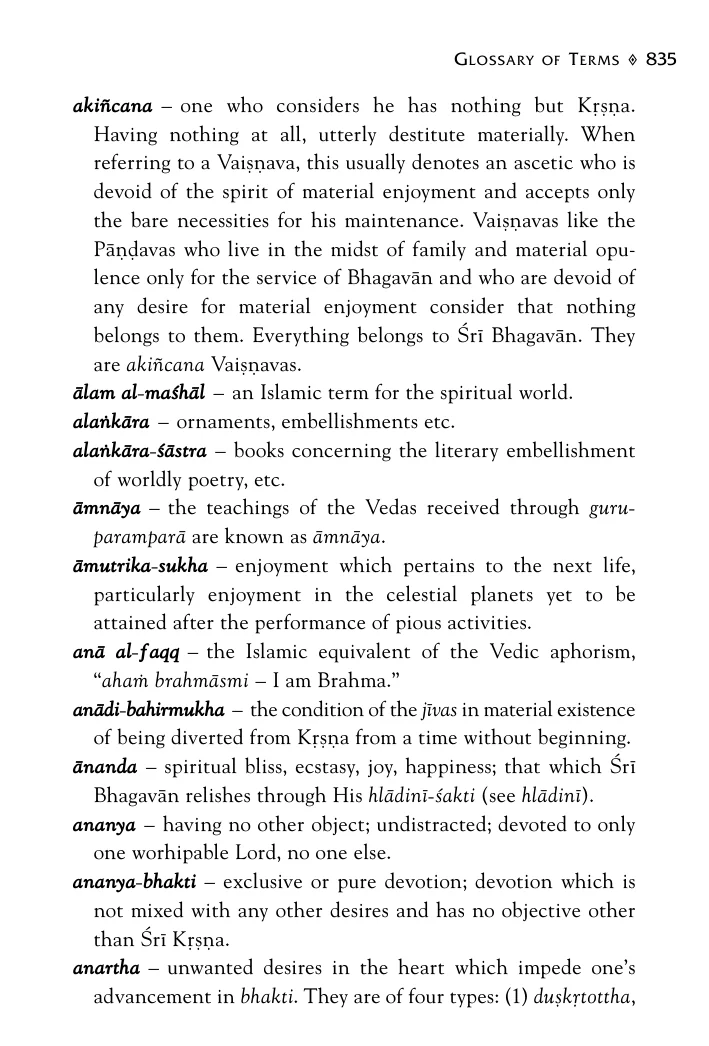 GLOSSARY OF TERMS ◊ 835
akiñcana – one who considers he has nothing but Kṛṣṇa.
Having nothing at all, utterly destitute materially. When
referring to a Vaiṣṇava, this usually denotes an ascetic who is
devoid of the spirit of material enjoyment and accepts only
the bare necessities for his maintenance. Vaiṣṇavas like the
Pāṇḍavas who live in the midst of family and material opu-
lence only for the service of Bhagavān and who are devoid of
any desire for material enjoyment consider that nothing
belongs to them. Everything belongs to Śrī Bhagavān. They
are akiñcana Vaiṣṇavas.
ālam al-maśhāl – an Islamic term for the spiritual world.
alaṅkāra – ornaments, embellishments etc.
alaṅkāra-śāstra – books concerning the literary embellishment
of worldly poetry, etc.
āmnāya – the teachings of the Vedas received through guru-
paramparā are known as āmnāya.
āmutrika-sukha – enjoyment which pertains to the next life,
particularly enjoyment in the celestial planets yet to be
attained after the performance of pious activities.
anā al-faqq – the Islamic equivalent of the Vedic aphorism,
“ahaṁ brahmāsmi – I am Brahma.”
anādi-bahirmukha – the condition of the jīvas in material existence
of being diverted from Kṛṣṇa from a time without beginning.
ānanda – spiritual bliss, ecstasy, joy, happiness; that which Śrī
Bhagavān relishes through His hlādinī-śakti (see hlādinī).
ananya – having no other object; undistracted; devoted to only
one worhipable Lord, no one else.
ananya-bhakti – exclusive or pure devotion; devotion which is
not mixed with any other desires and has no objective other
than Śrī Kṛṣṇa.
anartha – unwanted desires in the heart which impede one’s
advancement in bhakti. They are of four types: (1) duṣkṛtottha,